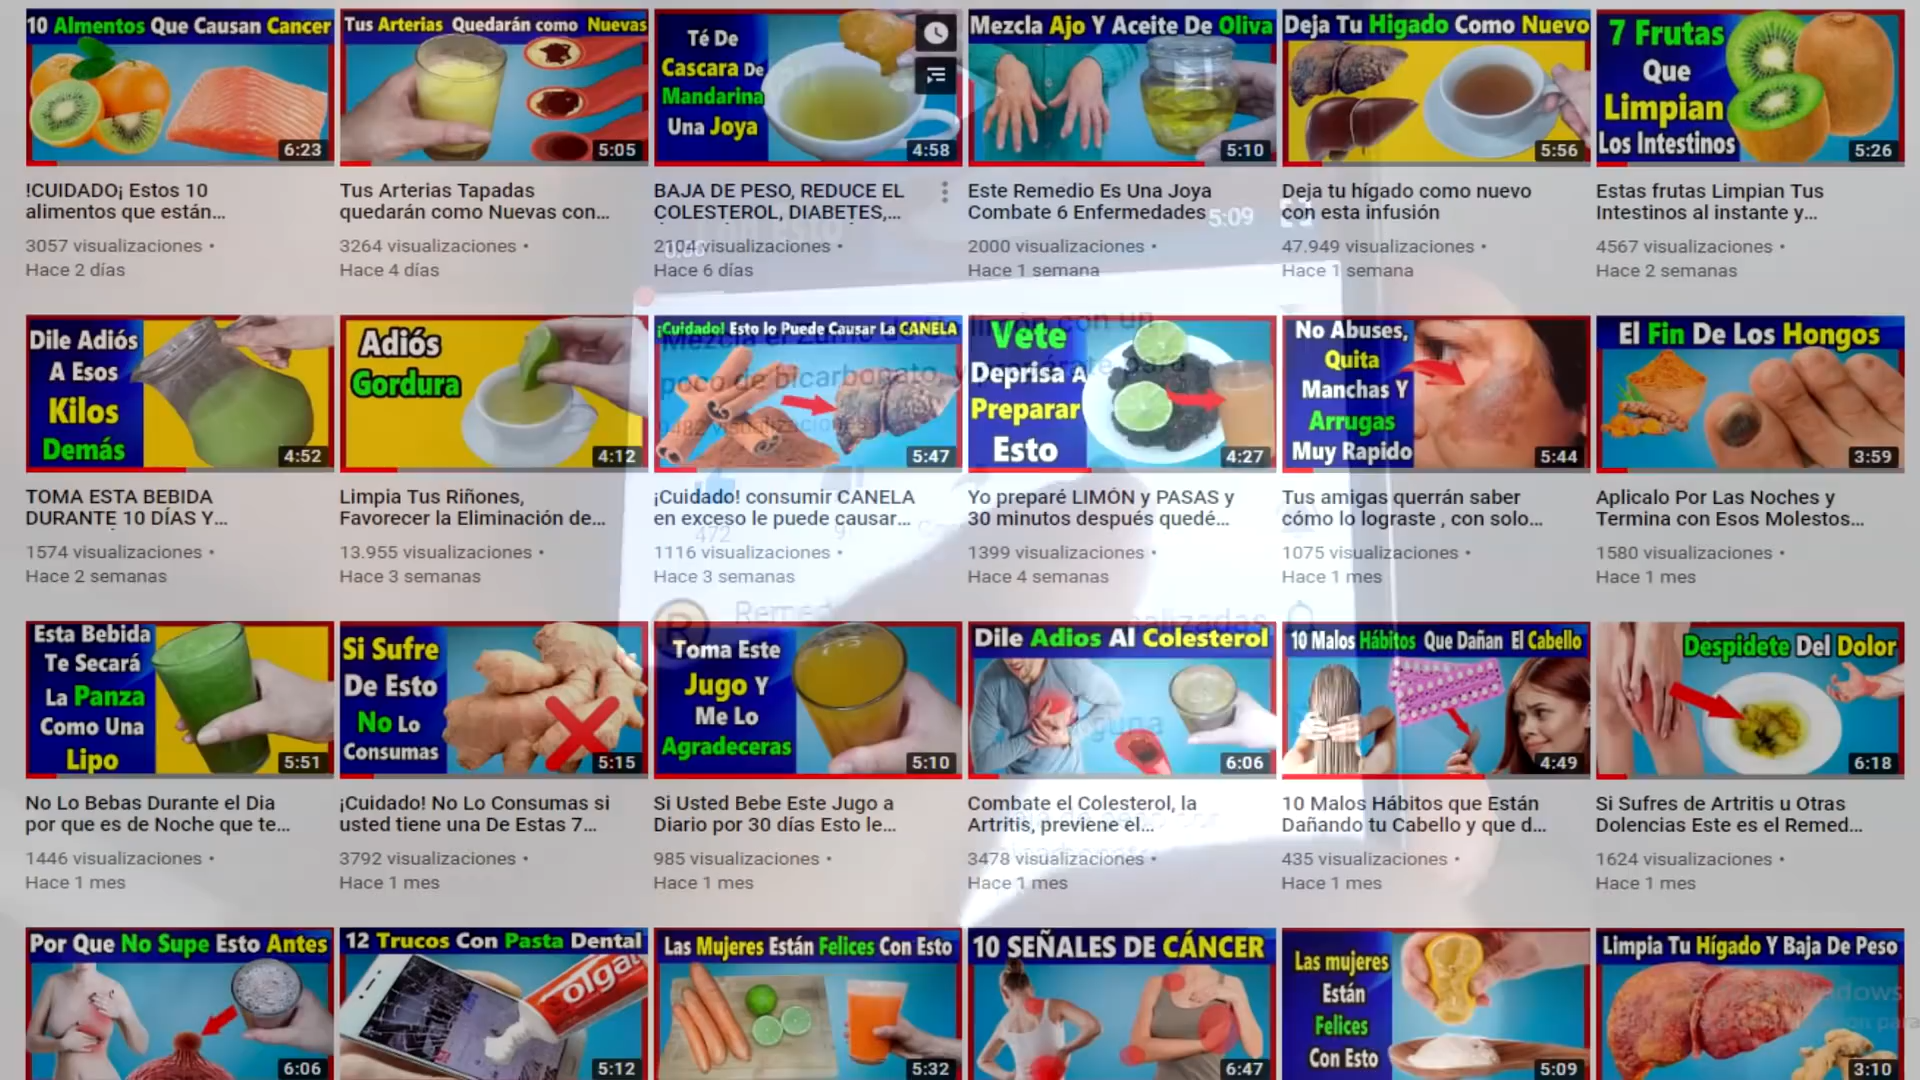 10 Alimentos Que Causan Cancer
6:23
!CUIDADO¡ Estos 10
alimentos que están...
3057 visualizaciones •
Hace 2 días
Tus Arterias Quedarán como Nuevas
5:05
Tus Arterias Tapadas
quedarán como Nuevas con...
3264 visualizaciones •
Hace 4 días
Té De
Cascara De
Mandarina
Una Joya
4:58
BAJA DE PESO, REDUCE EL
COLESTEROL, DIABETES,...
2104 visualizaciones •
Hace 6 días
Mezcla Ajo Y Aceite De Oliva
5:10
Este Remedio Es Una Joya
Combate 6 Enfermedades
2000 visualizaciones •
Hace 1 semana
5:09
Deja Tu Higado Como Nuevo
5:56
Deja tu hígado como nuevo
con esta infusión
47.949 visualizaciones •
Hace 1 semana
7 Frutas
Que
Limpian
Los Intestinos
5:26
Estas frutas Limpian Tus
Intestinos al instante y...
4567 visualizaciones •
Hace 2 semanas
Dile Adiós
A Esos
Kilos
Demás
4:52
TOMA ESTA BEBIDA
DURANTE 10 DÍAS Y...
1574 visualizaciones •
Hace 2 semanas
Adiós
Gordura
4:12
Limpia Tus Riñones,
Favorecer la Eliminación de...
13.955 visualizaciones •
Hace 3 semanas
¡Cuidado! Esto lo Puede Causar La CANELA
5:47
¡Cuidado! consumir CANELA
en exceso le puede causar...
1116 visualizaciones •
Hace 3 semanas
Vete
Deprisa A
Preparar
Esto
4:27
Yo preparé LIMÓN y PASAS y
30 minutos después quedé...
1399 visualizaciones •
Hace 4 semanas
No Abuses,
Quita
Manchas Y
Arrugas
Muy Rapido
5:44
Tus amigas querrán saber
cómo lo lograste , con solo...
1075 visualizaciones •
Hace 1 mes
El Fin De Los Hongos
3:59
Aplicalo Por Las Noches y
Termina con Esos Molestos...
1580 visualizaciones •
Hace 1 mes
Esta Bebida
Te Secará
La Panza
Como Una
Lipo
5:51
No Lo Bebas Durante el Dia
por que es de Noche que te...
1446 visualizaciones •
Hace 1 mes
Si Sufre
De Esto
No Lo
Consumas
5:15
¡Cuidado! No Lo Consumas si
usted tiene una De Estas 7...
3792 visualizaciones •
Hace 1 mes
Toma Este
Jugo Y
Me Lo
Agradeceras
5:10
Si Usted Bebe Este Jugo a
Diario por 30 días Esto le...
985 visualizaciones •
Hace 1 mes
Dile Adios Al Colesterol
6:06
Combate el Colesterol, la
Artritis, previene el...
3478 visualizaciones •
Hace 1 mes
10 Malos Hábitos Que Dañan El Cabello
4:49
10 Malos Hábitos que Están
Dañando tu Cabello y que d...
435 visualizaciones •
Hace 1 mes
Despidete Del Dolor
6:18
Si Sufres de Artritis u Otras
Dolencias Este es el Remed...
1624 visualizaciones •
Hace 1 mes
Por Que No Supe Esto Antes
6:06
12 Trucos Con Pasta Dental
5:12
Las Mujeres Están Felices Con Esto
5:32
10 SEÑALES DE CÁNCER
6:47
Las mujeres
Están
Felices
Con Esto
5:09
Limpia Tu Hígado Y Baja De Peso
3:10